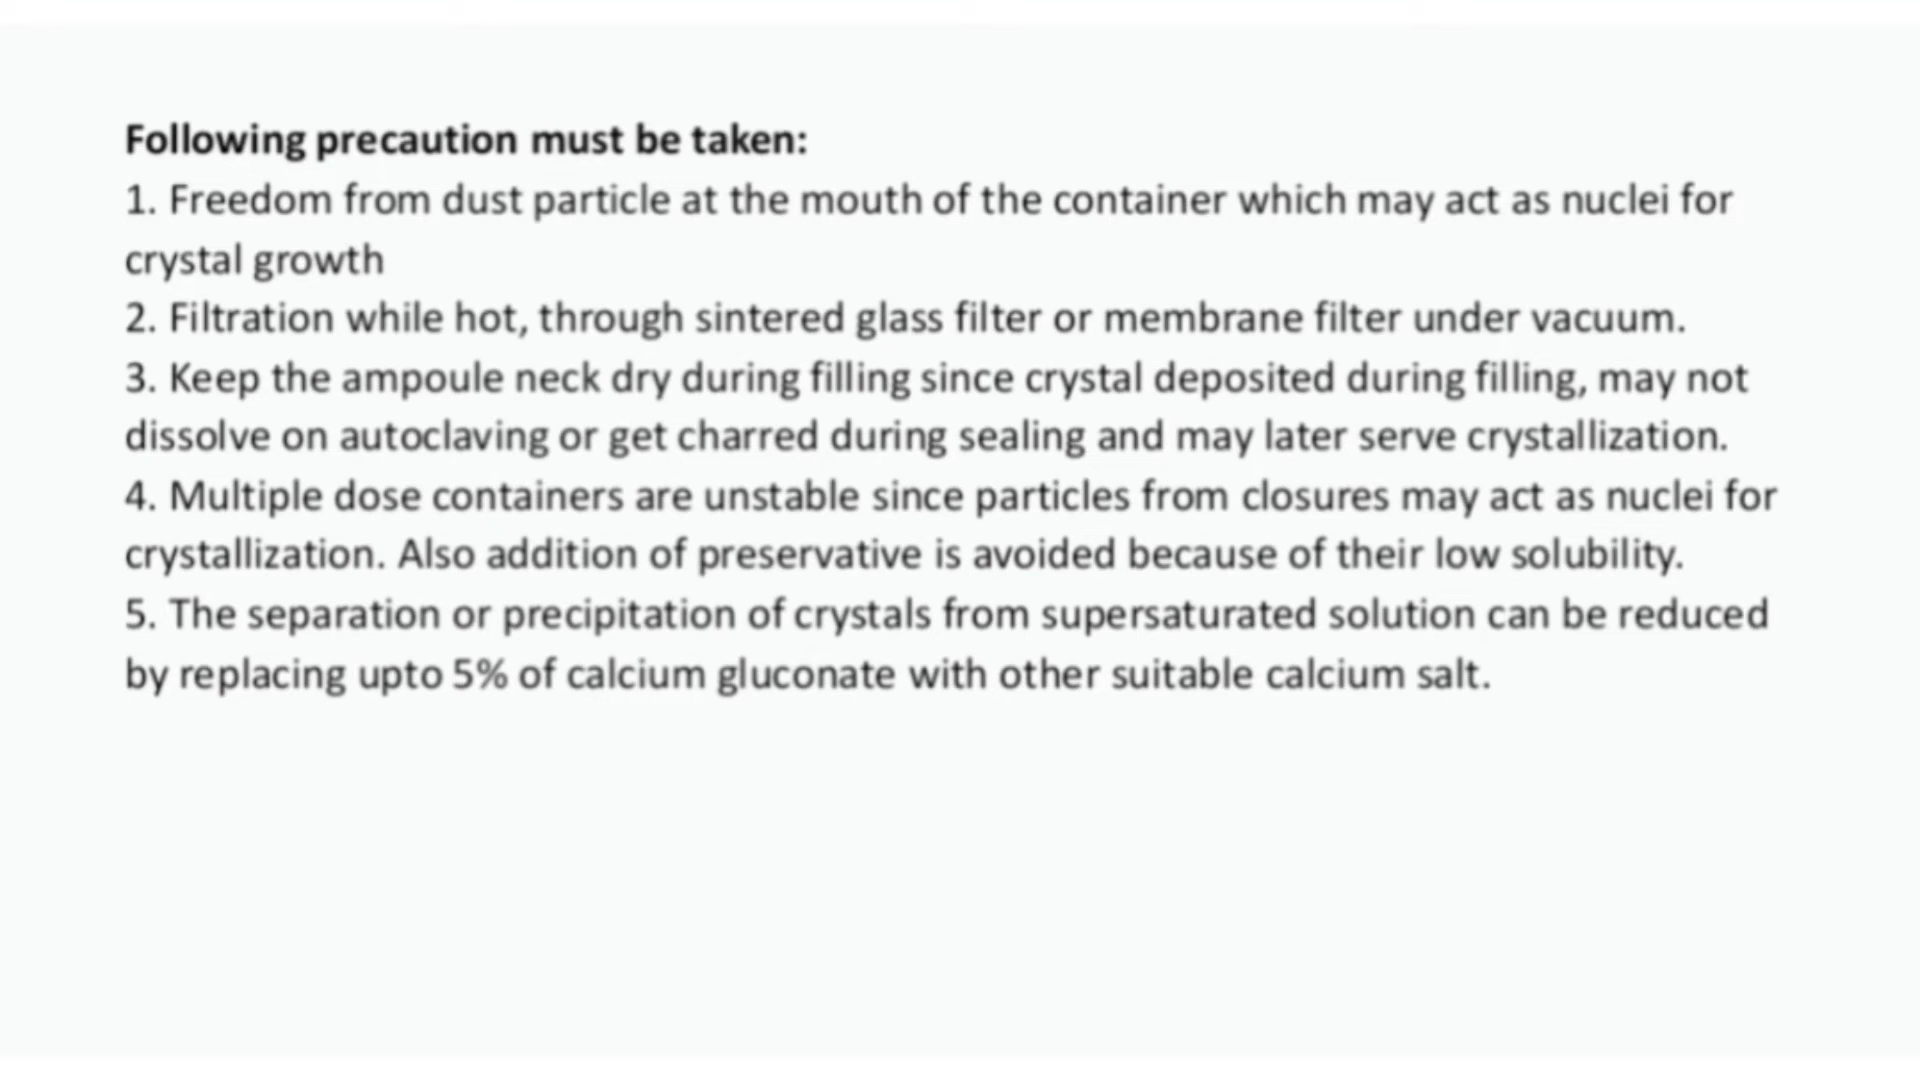 Following precaution must be taken:
1. Freedom from dust particle at the mouth of the container which may act as nuclei for
crystal growth
2. Filtration while hot, through sintered glass filter or membrane filter under vacuum.
3. Keep the ampoule neck dry during filling since crystal deposited during filling, may not
dissolve on autoclaving or get charred during sealing and may later serve crystallization.
4. Multiple dose containers are unstable since particles from closures may act as nuclei for
crystallization. Also addition of preservative is avoided because of their low solubility.
5. The separation or precipitation of crystals from supersaturated solution can be reduced
by replacing upto 5% of calcium gluconate with other suitable calcium salt.